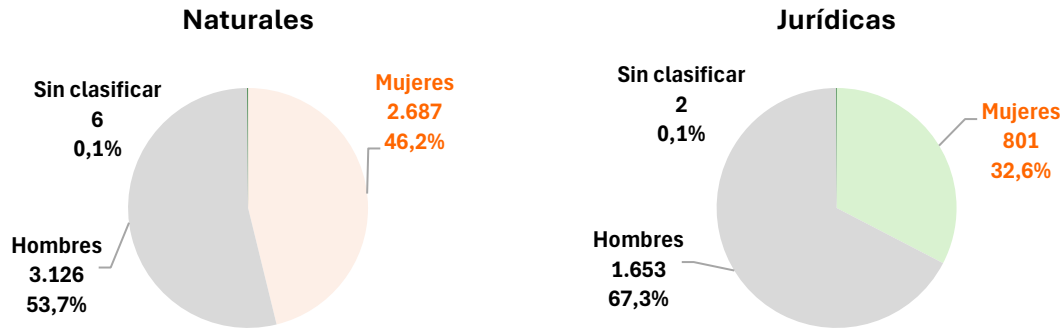 Naturales
Sin clasificar
6
0,1%
Mujeres
2.687
46,2%
Hombres
3.126
53,7%
Jurídicas
Sin clasificar
2
0,1%
Mujeres
801
32,6%
Hombres
1.653
67,3%